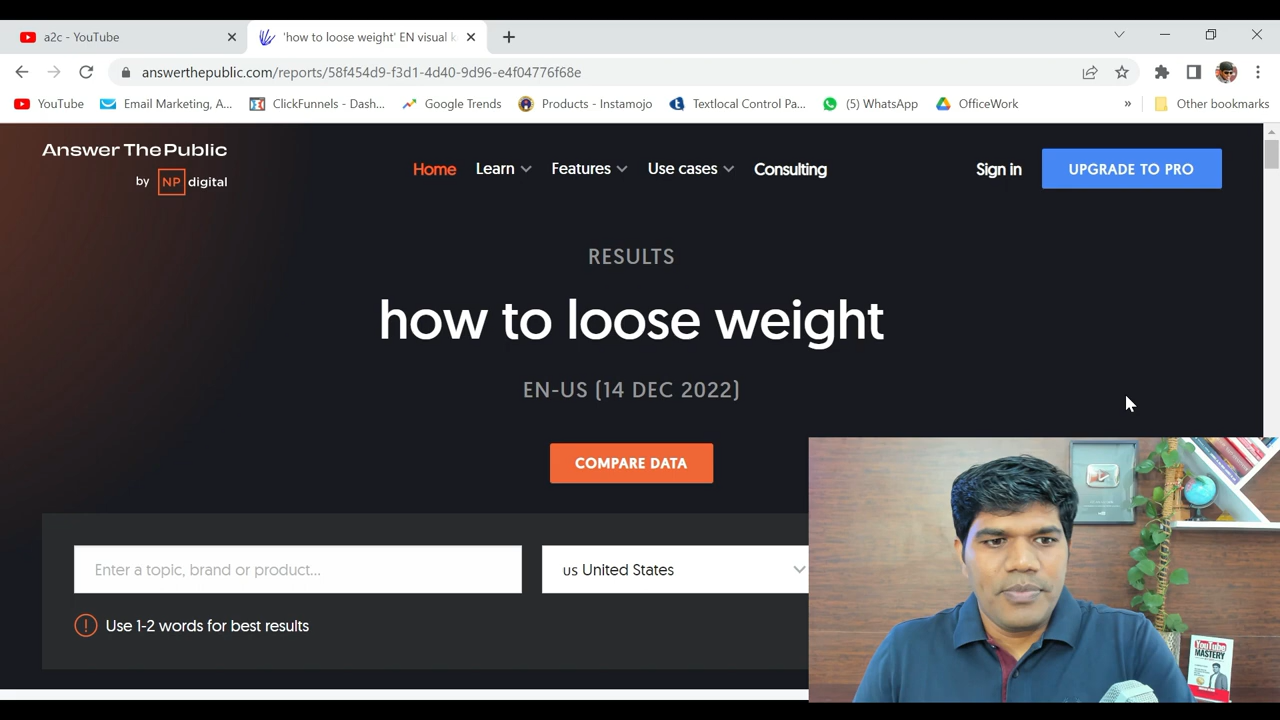 a2c - YouTube
'how to loose weight' EN visual k
answerthepublic.com/reports/58f454d9-f3d1-4d40-9d96-e4f04776f68e
YouTube
Email Marketing, A...
ClickFunnels - Dash...
Google Trends
Products - Instamojo
Textlocal Control Pa...
(5) WhatsApp
OfficeWork
»
Other bookmarks
Answer The Public
by NP digital
Home
Learn
Features
Use cases
Consulting
Sign in
UPGRADE TO PRO
RESULTS
how to loose weight
EN-US (14 DEC 2022)
COMPARE DATA
Enter a topic, brand or product...
us United States
Use 1-2 words for best results
YouTube
MASTERY